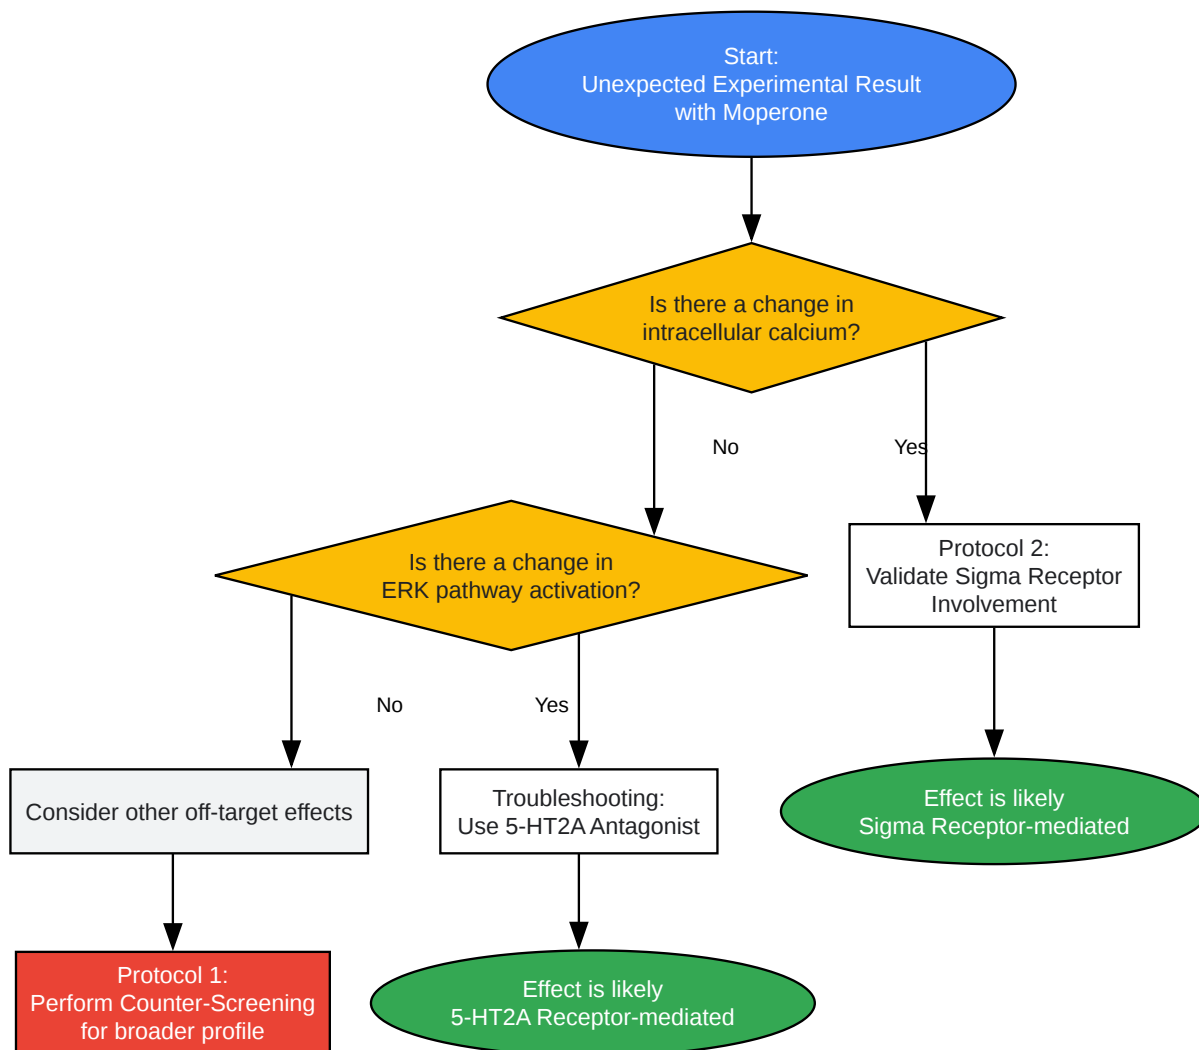 Start:
Unexpected Experimental Result
with Moperone
Is there a change in
intracellular calcium?
No
Yes
Is there a change in
ERK pathway activation?
Protocol 2:
Validate Sigma Receptor
Involvement
No
Yes
Consider other off-target effects
Troubleshooting:
Use 5-HT2A Antagonist
Effect is likely
Sigma Receptor-mediated
Protocol 1:
Perform Counter-Screening
for broader profile
Effect is likely
5-HT2A Receptor-mediated